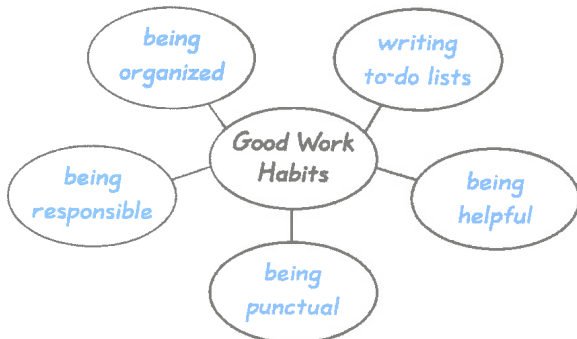 being
organized
writing
to-do lists
Good Work
Habits
being
responsible
being
helpful
being
punctual